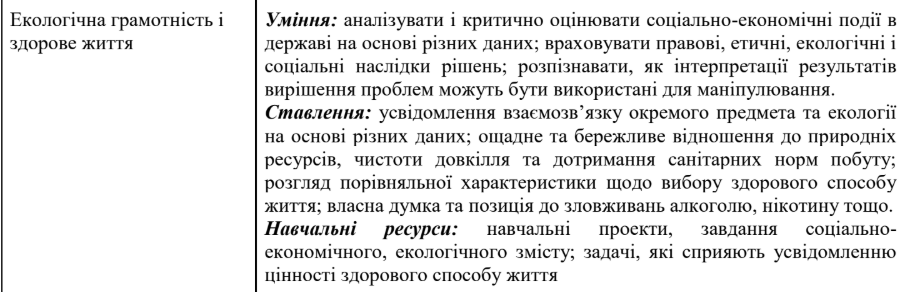 Екологічна грамотність і
здорове життя
Уміння: аналізувати і критично оцінювати соціально-економічні події в
державі на основі різних даних; враховувати правові, етичні, екологічні і
соціальні наслідки рішень; розпізнавати, як інтерпретації результатів
вирішення проблем можуть бути використані для маніпулювання.
Ставлення: усвідомлення взаємозв’язку окремого предмета та екології
на основі різних даних; ощадне та бережливе відношення до природніх
ресурсів, чистоти довкілля та дотримання санітарних норм побуту;
розгляд порівняльної характеристики щодо вибору здорового способу
життя; власна думка та позиція до зловживань алкоголю, нікотину тощо.
Навчальні ресурси: навчальні проекти, завдання соціально-
економічного, екологічного змісту; задачі, які сприяють усвідомленню
цінності здорового способу життя